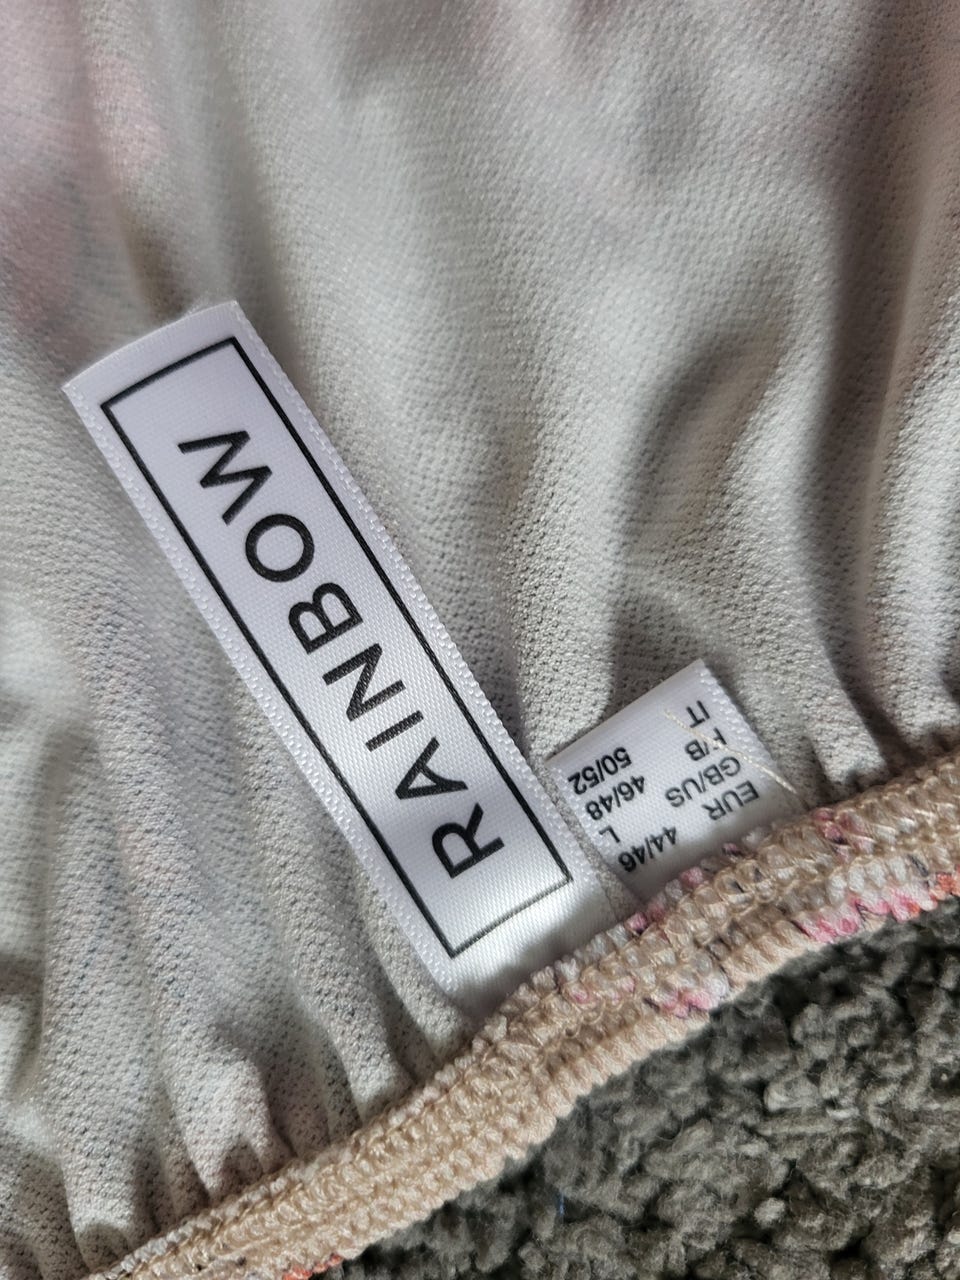 RAINBOW
EUR 44/46
GB/US L
F/B 46/48
IT 50/52